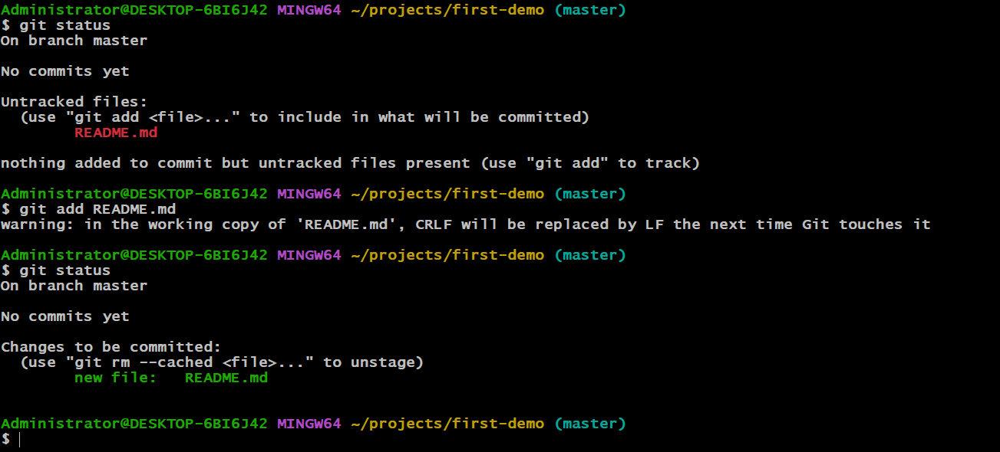 Administrator@DESKTOP-6BI6J42 MINGW64 ~/projects/first-demo (master)
$ git status
On branch master
No commits yet
Untracked files:
  (use "git add <file>..." to include in what will be committed)
        README.md
nothing added to commit but untracked files present (use "git add" to track)
Administrator@DESKTOP-6BI6J42 MINGW64 ~/projects/first-demo (master)
$ git add README.md
warning: in the working copy of 'README.md', CRLF will be replaced by LF the next time Git touches it
Administrator@DESKTOP-6BI6J42 MINGW64 ~/projects/first-demo (master)
$ git status
On branch master
No commits yet
Changes to be committed:
  (use "git rm --cached <file>..." to unstage)
        new file:   README.md
Administrator@DESKTOP-6BI6J42 MINGW64 ~/projects/first-demo (master)
$